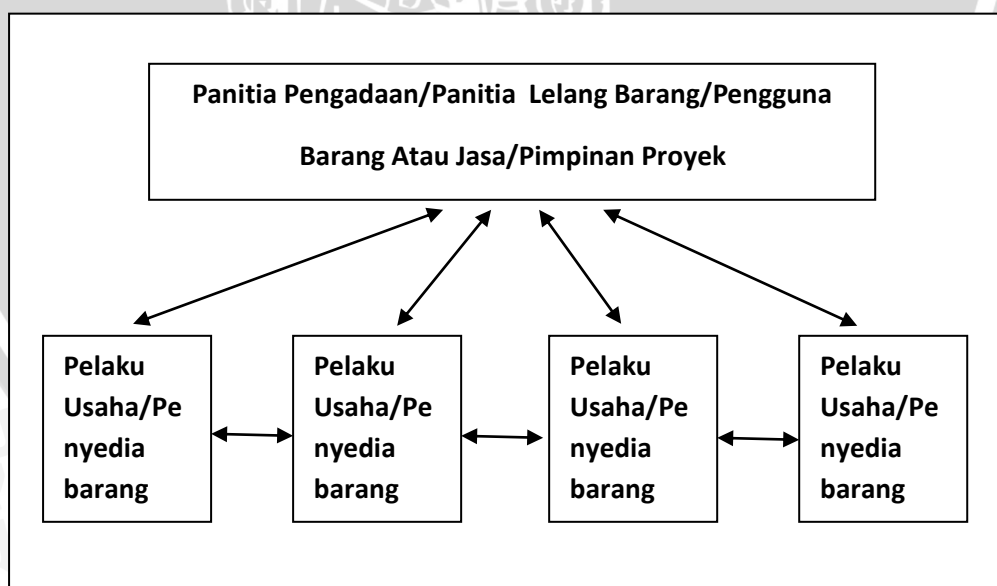 Panitia Pengadaan/Panitia Lelang Barang/Pengguna
Barang Atau Jasa/Pimpinan Proyek
Pelaku
Usaha/Pe
nyedia
barang
Pelaku
Usaha/Pe
nyedia
barang
Pelaku
Usaha/Pe
nyedia
barang
Pelaku
Usaha/Pe
nyedia
barang